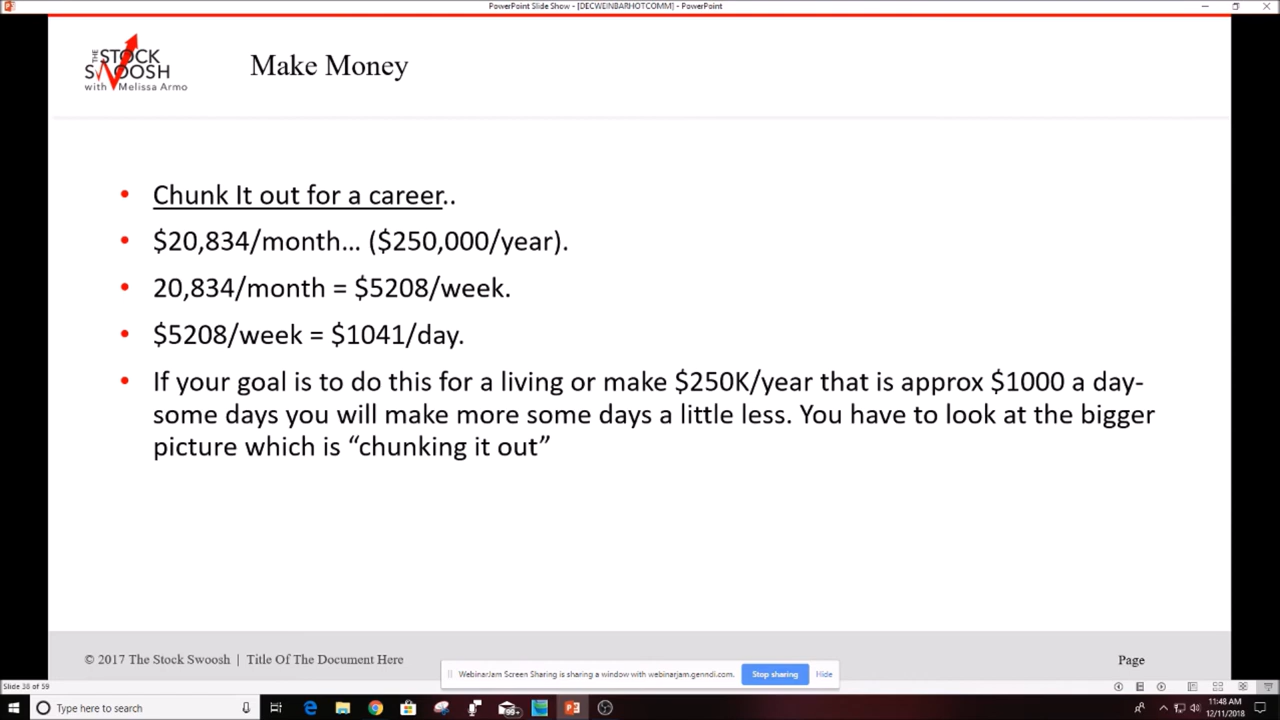 PowerPoint Slide Show - [DECWEINBARHOTCOMM] - PowerPoint
THE
STOCK
SWOOSH
with Melissa Armo
Make Money
• Chunk It out for a career..
• $20,834/month... ($250,000/year).
• 20,834/month = $5208/week.
• $5208/week = $1041/day.
• If your goal is to do this for a living or make $250K/year that is approx $1000 a day-
some days you will make more some days a little less. You have to look at the bigger
picture which is “chunking it out”
© 2017 The Stock Swoosh | Title Of The Document Here
Page
WebinarJam Screen Sharing is sharing a window with webinarjam.genndi.com.
Stop sharing
Hide
Slide 38 of 59
Type here to search
99+
11:48 AM
12/11/2018